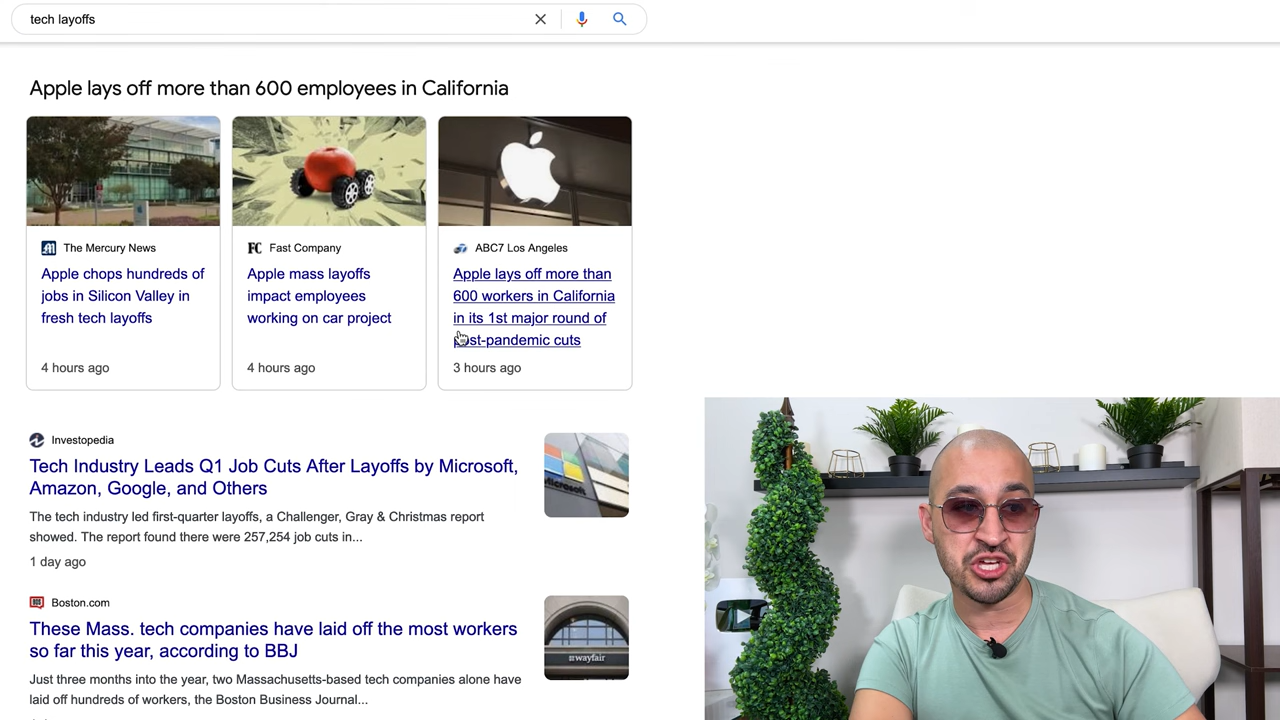 tech layoffs
Apple lays off more than 600 employees in California
The Mercury News
Apple chops hundreds of
jobs in Silicon Valley in
fresh tech layoffs
4 hours ago
FC Fast Company
Apple mass layoffs
impact employees
working on car project
4 hours ago
ABC7 Los Angeles
Apple lays off more than
600 workers in California
in its 1st major round of
post-pandemic cuts
3 hours ago
Investopedia
Tech Industry Leads Q1 Job Cuts After Layoffs by Microsoft,
Amazon, Google, and Others
The tech industry led first-quarter layoffs, a Challenger, Gray & Christmas report
showed. The report found there were 257,254 job cuts in...
1 day ago
Microsoft
Boston.com
These Mass. tech companies have laid off the most workers
so far this year, according to BBJ
Just three months into the year, two Massachusetts-based tech companies alone have
laid off hundreds of workers, the Boston Business Journal...
wayfair